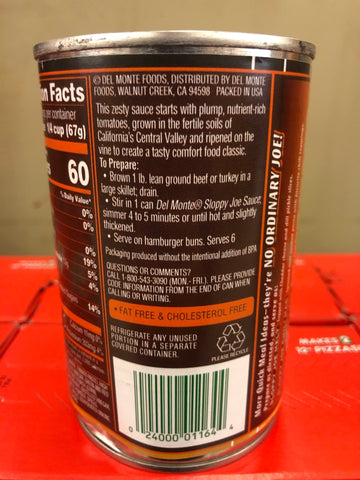 © DEL MONTE FOODS, DISTRIBUTED BY DEL MONTE
FOODS, WALNUT CREEK, CA 94598 PACKED IN USA
This zesty sauce starts with plump, nutrient-rich
tomatoes, grown in the fertile soils of
California's Central Valley and ripened on the
vine to create a tasty comfort food classic.
To Prepare:
• Brown 1 lb. lean ground beef or turkey in a
large skillet; drain.
• Stir in 1 can Del Monte® Sloppy Joe Sauce;
simmer 4 to 5 minutes or until hot and slightly
thickened.
• Serve on hamburger buns. Serves 6
Packaging produced without the intentional addition of BPA
QUESTIONS OR COMMENTS?
CALL 1-800-543-3090 (MON.- FRI.). PLEASE PROVIDE
CODE INFORMATION FROM THE END OF CAN WHEN
CALLING OR WRITING.
• FAT FREE & CHOLESTEROL FREE
REFRIGERATE ANY UNUSED
PORTION IN A SEPARATE
COVERED CONTAINER.
PLEASE RECYCLE
0 24000 01164 4
on Facts
per container
1/4 cup (67g)
60
% Daily Value*
0%
0%
0%
19%
5%
4%
14%
More Quick Meal Ideas—they're NO ORDINARY JOE!
MAKES 2
12" PIZZAS